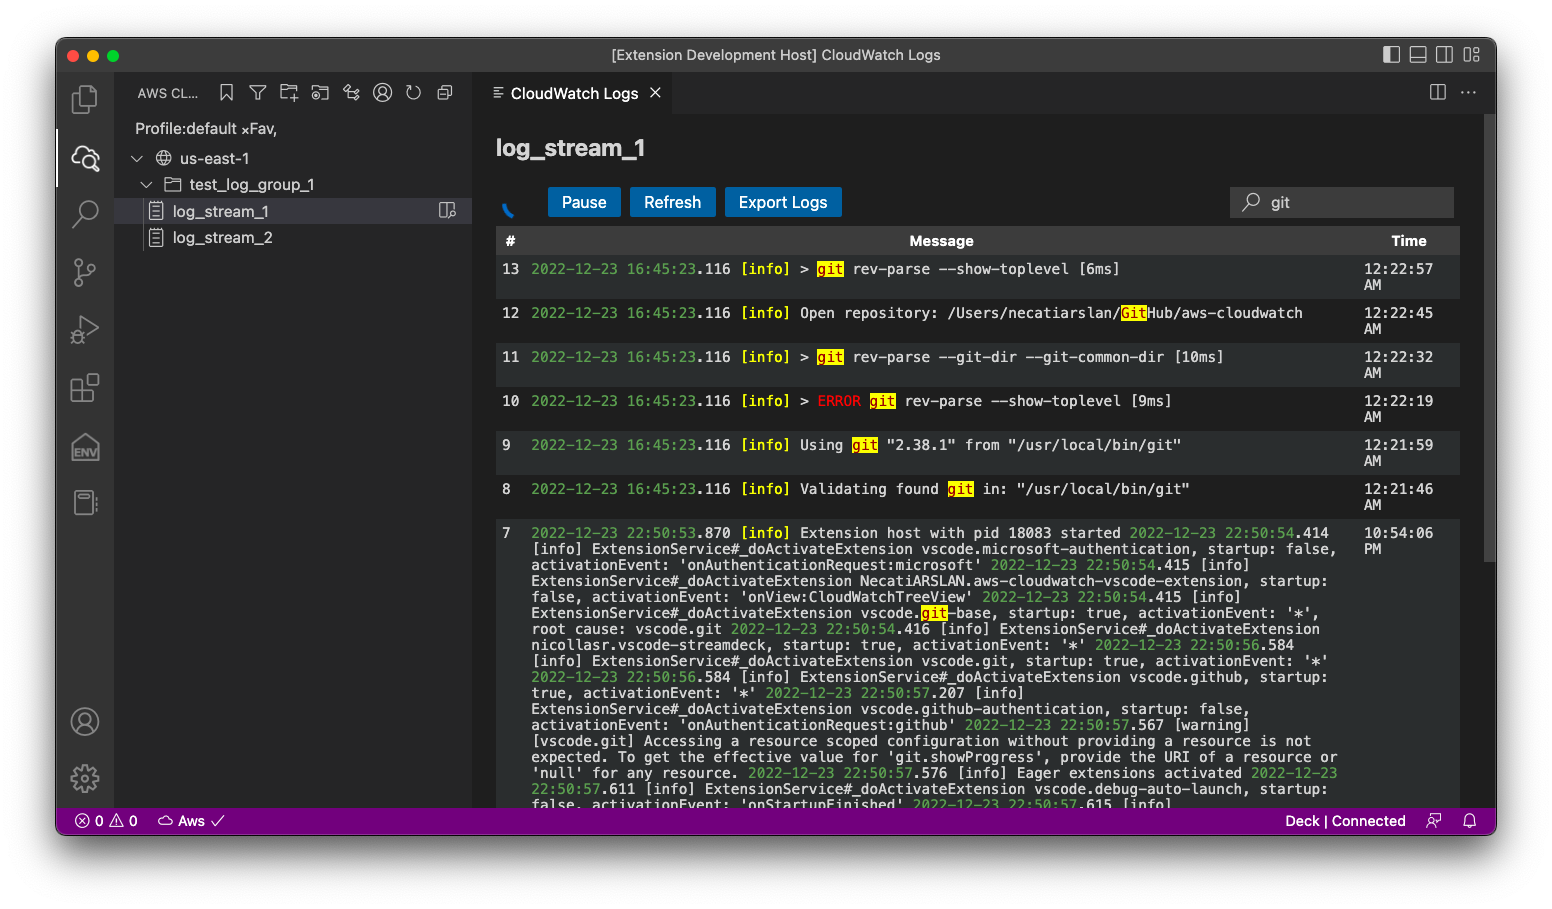 [Extension Development Host] CloudWatch Logs
AWS CL...
CloudWatch Logs
Profile:default ×Fav,
us-east-1
test_log_group_1
log_stream_1
log_stream_2
ENV
log_stream_1
Pause Refresh Export Logs git
# Message Time
13 2022-12-23 16:45:23.116 [info] > git rev-parse --show-toplevel [6ms] 12:22:57
AM
12 2022-12-23 16:45:23.116 [info] Open repository: /Users/necatiarslan/GitHub/aws-cloudwatch 12:22:45
AM
11 2022-12-23 16:45:23.116 [info] > git rev-parse --git-dir --git-common-dir [10ms] 12:22:32
AM
10 2022-12-23 16:45:23.116 [info] > ERROR git rev-parse --show-toplevel [9ms] 12:22:19
AM
9 2022-12-23 16:45:23.116 [info] Using git "2.38.1" from "/usr/local/bin/git" 12:21:59
AM
8 2022-12-23 16:45:23.116 [info] Validating found git in: "/usr/local/bin/git" 12:21:46
AM
7 2022-12-23 22:50:53.870 [info] Extension host with pid 18083 started 2022-12-23 22:50:54.414 10:54:06
[info] ExtensionService#_doActivateExtension vscode.microsoft-authentication, startup: false, PM
activationEvent: 'onAuthenticationRequest:microsoft' 2022-12-23 22:50:54.415 [info]
ExtensionService#_doActivateExtension NecatiARSLAN.aws-cloudwatch-vscode-extension, startup:
false, activationEvent: 'onView:CloudWatchTreeView' 2022-12-23 22:50:54.415 [info]
ExtensionService#_doActivateExtension vscode.git-base, startup: true, activationEvent: '*',
root cause: vscode.git 2022-12-23 22:50:54.416 [info] ExtensionService#_doActivateExtension
nicollasr.vscode-streamdeck, startup: true, activationEvent: '*' 2022-12-23 22:50:56.584
[info] ExtensionService#_doActivateExtension vscode.git, startup: true, activationEvent: '*'
2022-12-23 22:50:56.584 [info] ExtensionService#_doActivateExtension vscode.github, startup:
true, activationEvent: '*' 2022-12-23 22:50:57.207 [info]
ExtensionService#_doActivateExtension vscode.github-authentication, startup: false,
activationEvent: 'onAuthenticationRequest:github' 2022-12-23 22:50:57.567 [warning]
[vscode.git] Accessing a resource scoped configuration without providing a resource is not
expected. To get the effective value for 'git.showProgress', provide the URI of a resource or
'null' for any resource. 2022-12-23 22:50:57.576 [info] Eager extensions activated 2022-12-23
22:50:57.611 [info] ExtensionService#_doActivateExtension vscode.debug-auto-launch, startup:
false, activationEvent: 'onStartupFinished' 2022-12-23 22:50:57.615 [info]
0 0 Aws Deck | Connected